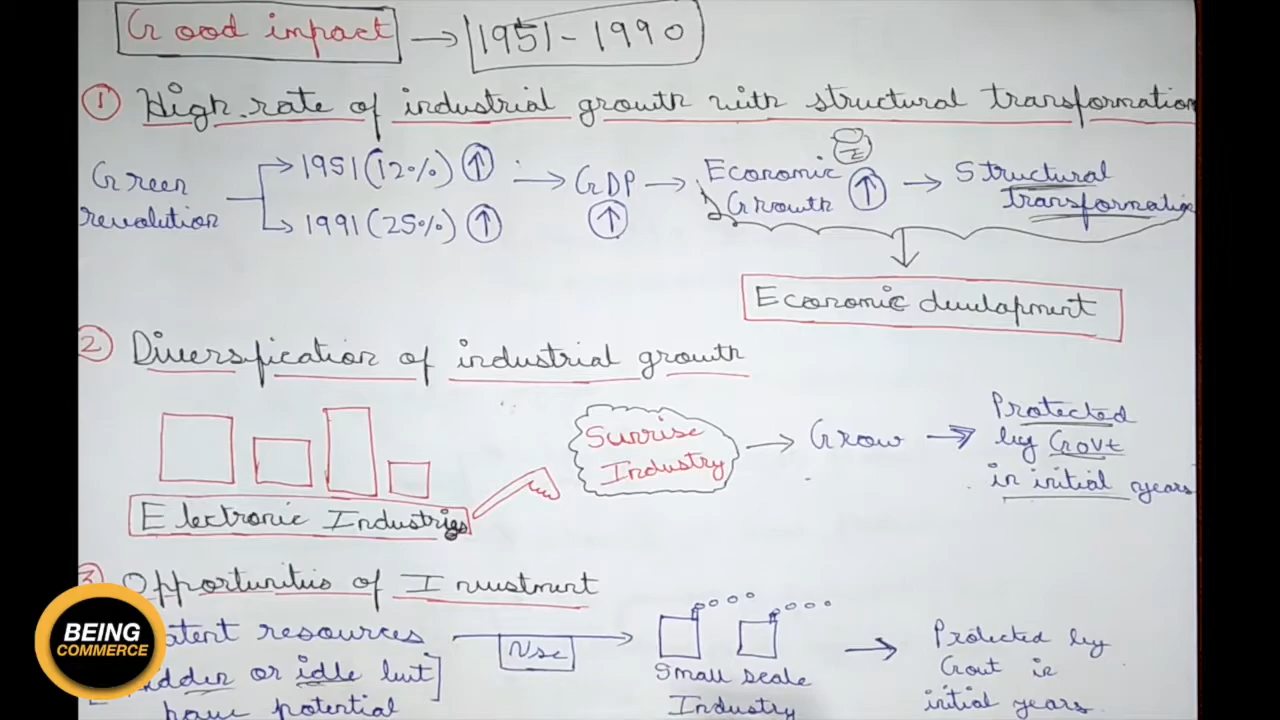 Good impact → 1951 - 1990
① High rate of industrial growth with structural transformation
Green revolution → 1951 (12%) ↑ → GDP ↑ → Economic Growth ↑ → Structural transformation
→ 1991 (25%) ↑
Economic development
② Diversification of industrial growth
Sunrise Industry → Grow → Protected by Govt in initial years
Electronic Industries
③ Opportunities of Investment
resources → Use → Small scale Industry → Protected by Govt in initial years
or idle but
have potential
BEING
COMMERCE